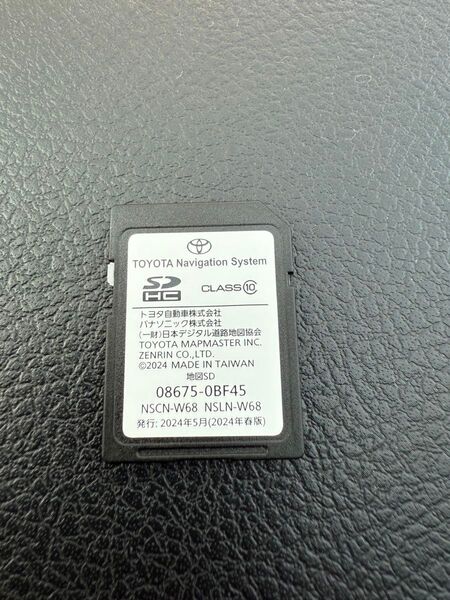 TOYOTA Navigation System
SD HC CLASS 10
トヨタ自動車株式会社
パナソニック株式会社
(一財)日本デジタル道路地図協会
TOYOTA MAPMASTER INC.
ZENRIN CO.,LTD.
©2024 MADE IN TAIWAN
地図SD
08675-0BF45
NSCN-W68 NSLN-W68
発行: 2024年5月(2024年春版)